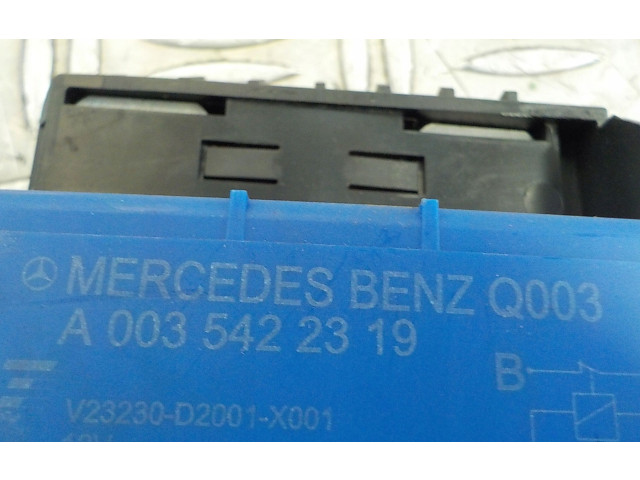 MERCEDES BENZ Q003
A 003 542 23 19
B
V23230-D2001-X001